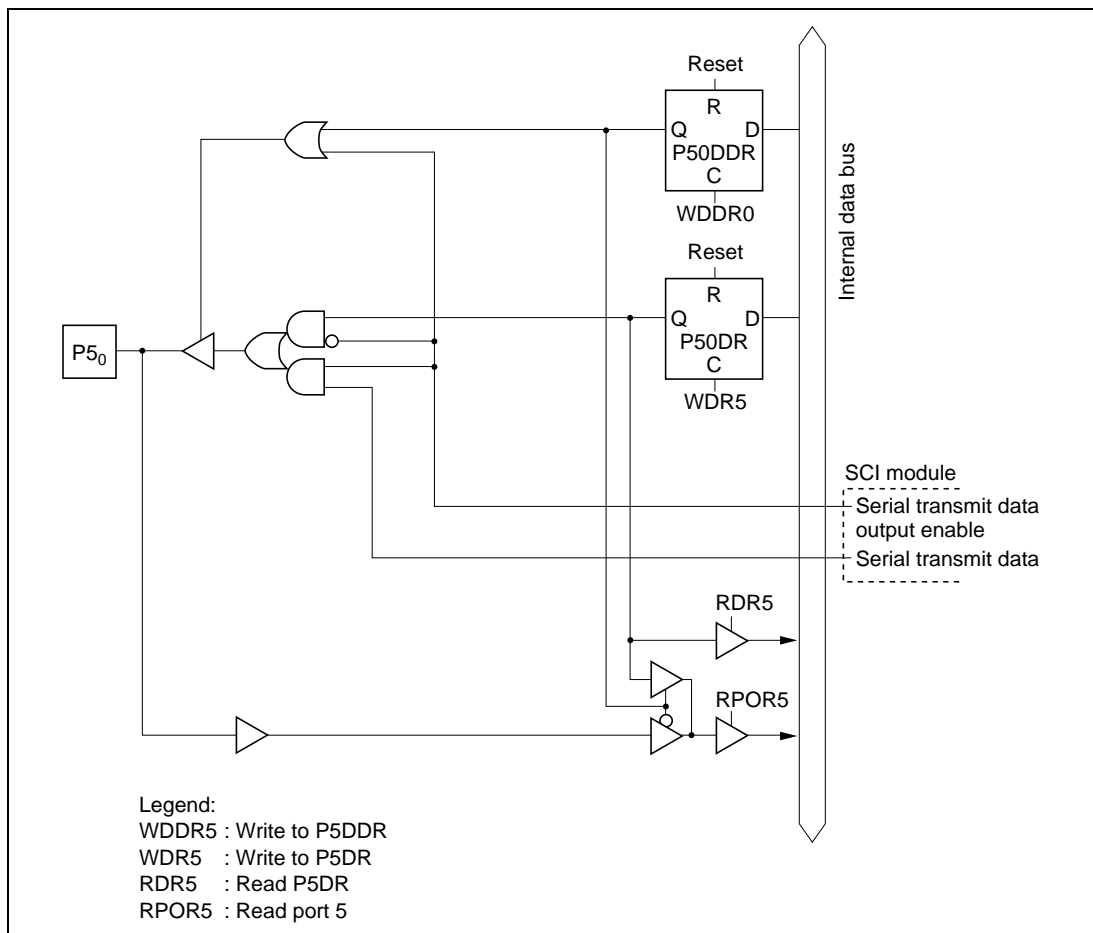 Reset
R
Q D
P50DDR
C
WDDR0
Reset
R
Q D
P50DR
C
WDR5
Internal data bus
P5₀
SCI module
Serial transmit data
output enable
Serial transmit data
RDR5
RPOR5
Legend:
WDDR5 : Write to P5DDR
WDR5 : Write to P5DR
RDR5 : Read P5DR
RPOR5 : Read port 5